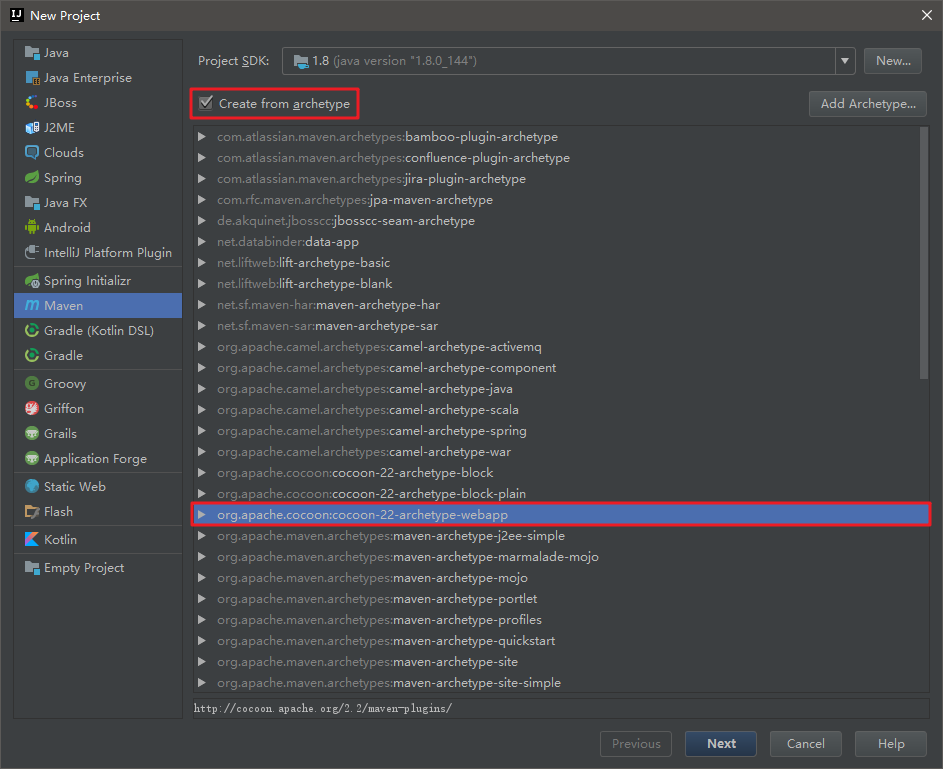 New Project
Java
Java Enterprise
JBoss
J2ME
Clouds
Spring
Java FX
Android
IntelliJ Platform Plugin
Spring Initializr
Maven
Gradle (Kotlin DSL)
Gradle
Groovy
Griffon
Grails
Application Forge
Static Web
Flash
Kotlin
Empty Project
Project SDK: 1.8 (java version "1.8.0_144") New...
Create from archetype Add Archetype...
com.atlassian.maven.archetypes:bamboo-plugin-archetype
com.atlassian.maven.archetypes:confluence-plugin-archetype
com.atlassian.maven.archetypes:jira-plugin-archetype
com.rfc.maven.archetypes:jpa-maven-archetype
de.akquinet.jbosscc:jbosscc-seam-archetype
net.databinder:data-app
net.liftweb:lift-archetype-basic
net.liftweb:lift-archetype-blank
net.sf.maven-har:maven-archetype-har
net.sf.maven-sar:maven-archetype-sar
org.apache.camel.archetypes:camel-archetype-activemq
org.apache.camel.archetypes:camel-archetype-component
org.apache.camel.archetypes:camel-archetype-java
org.apache.camel.archetypes:camel-archetype-scala
org.apache.camel.archetypes:camel-archetype-spring
org.apache.camel.archetypes:camel-archetype-war
org.apache.cocoon:cocoon-22-archetype-block
org.apache.cocoon:cocoon-22-archetype-block-plain
org.apache.cocoon:cocoon-22-archetype-webapp
org.apache.maven.archetypes:maven-archetype-j2ee-simple
org.apache.maven.archetypes:maven-archetype-marmalade-mojo
org.apache.maven.archetypes:maven-archetype-mojo
org.apache.maven.archetypes:maven-archetype-portlet
org.apache.maven.archetypes:maven-archetype-profiles
org.apache.maven.archetypes:maven-archetype-quickstart
org.apache.maven.archetypes:maven-archetype-site
org.apache.maven.archetypes:maven-archetype-site-simple
http://cocoon.apache.org/2.2/maven-plugins/
Previous Next Cancel Help